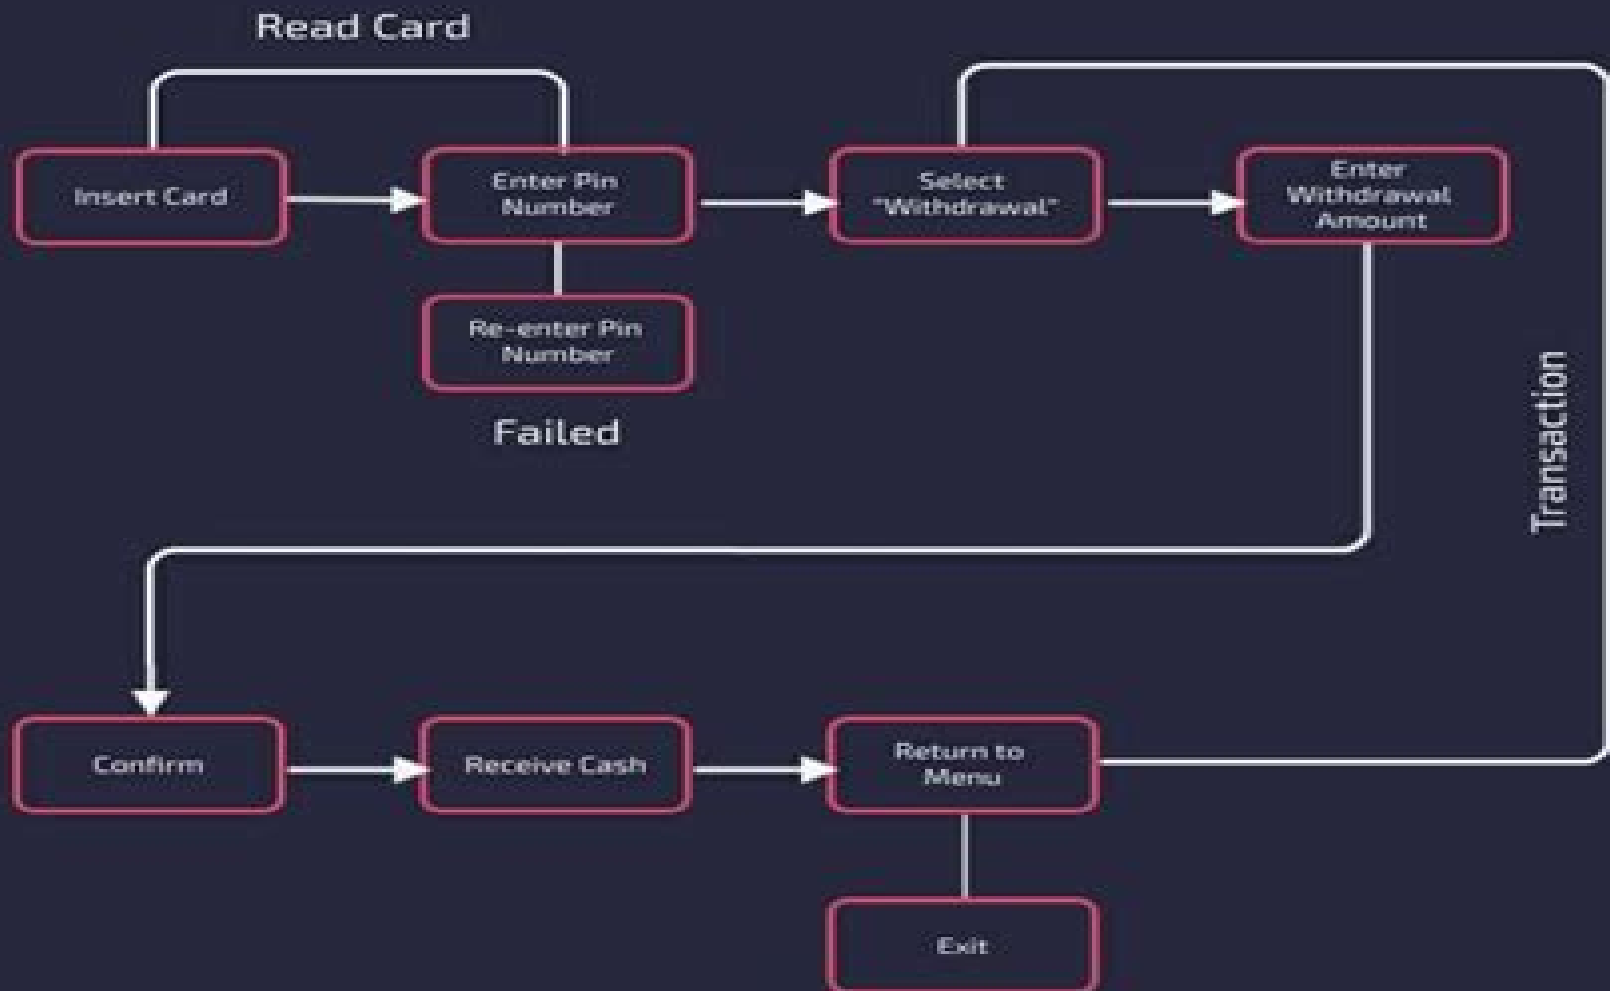 Read Card
Insert Card
Enter Pin
Number
Select
"Withdrawal"
Enter
Withdrawal
Amount
Re-enter Pin
Number
Failed
Transaction
Confirm
Receive Cash
Return to
Menu
Exit